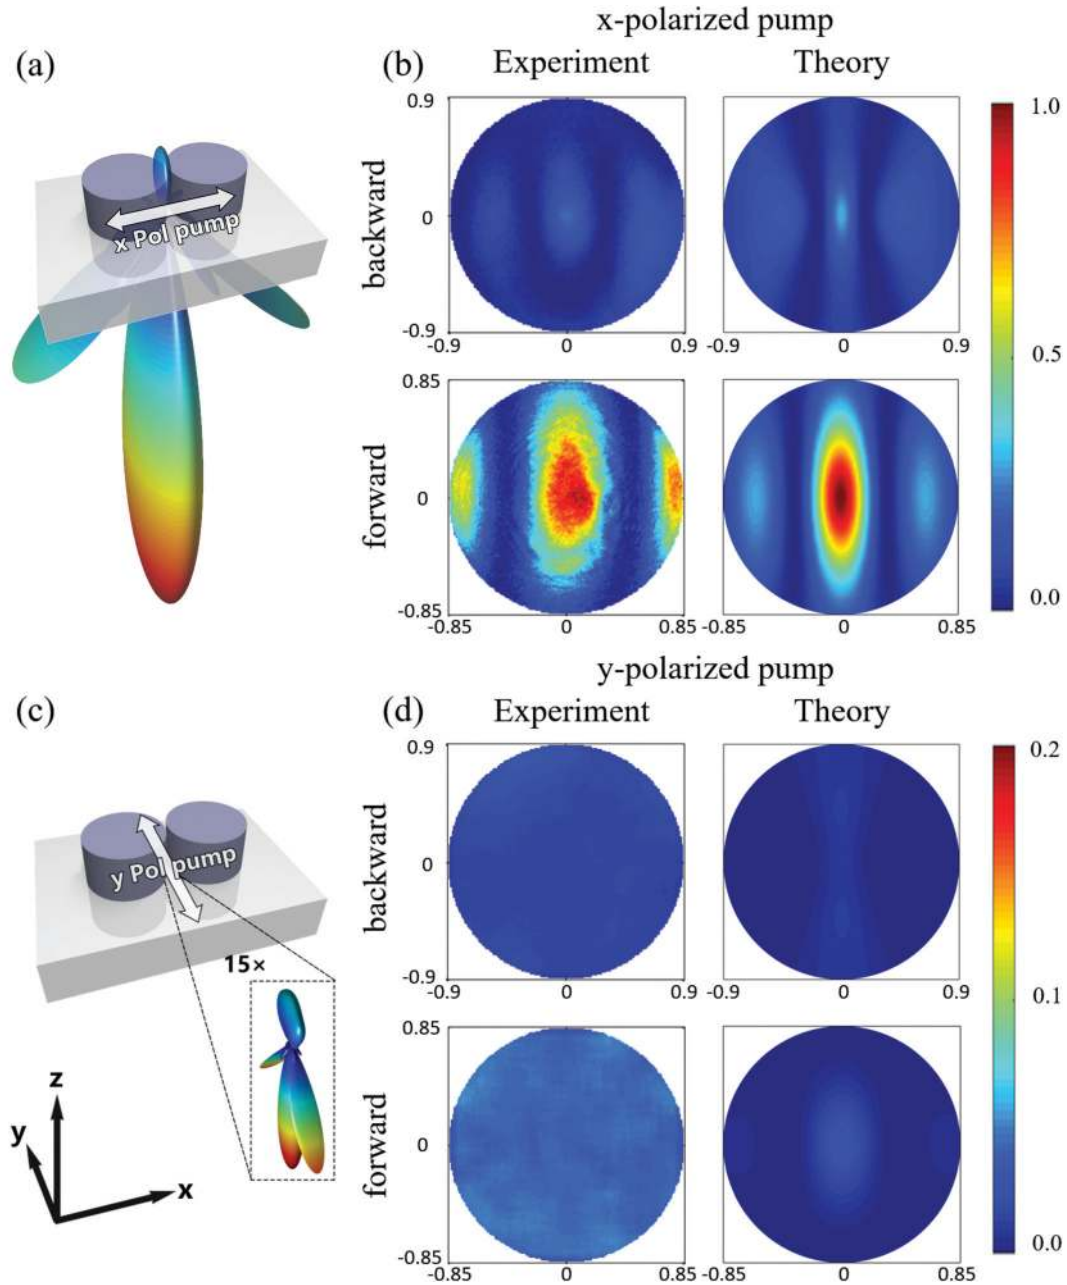 x-polarized pump
(a)
(b)
Experiment
Theory
x Pol pump
backward
0.9
0
-0.9
-0.9
0
0.9
-0.9
0
0.9
forward
0.85
0
-0.85
-0.85
0
0.85
-0.85
0
0.85
1.0
0.5
0.0
y-polarized pump
(c)
(d)
Experiment
Theory
y Pol pump
15×
z
y
x
backward
0.9
0
-0.9
-0.9
0
0.9
-0.9
0
0.9
forward
0.85
0
-0.85
-0.85
0
0.85
-0.85
0
0.85
0.2
0.1
0.0